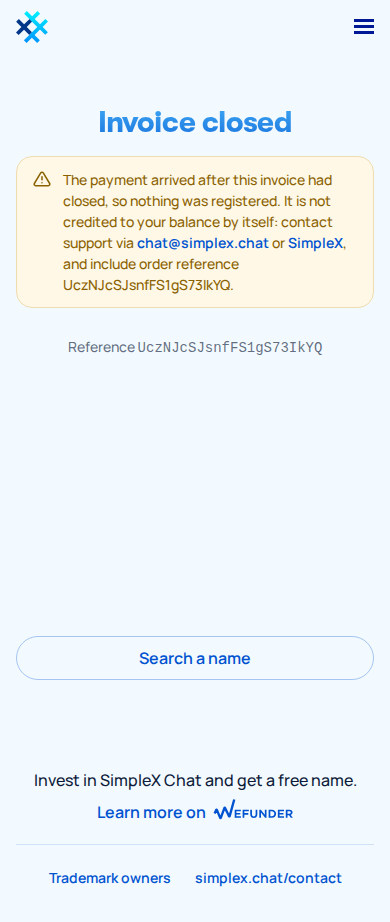 Invoice closed
The payment arrived after this invoice had
closed, so nothing was registered. It is not
credited to your balance by itself: contact
support via chat@simplex.chat or SimpleX,
and include order reference
UczNJcSJsnfFS1gS73IkYQ.
Reference UczNJcSJsnfFS1gS73IkYQ
Search a name
Invest in SimpleX Chat and get a free name.
Learn more on WEFUNDER
Trademark owners simplex.chat/contact